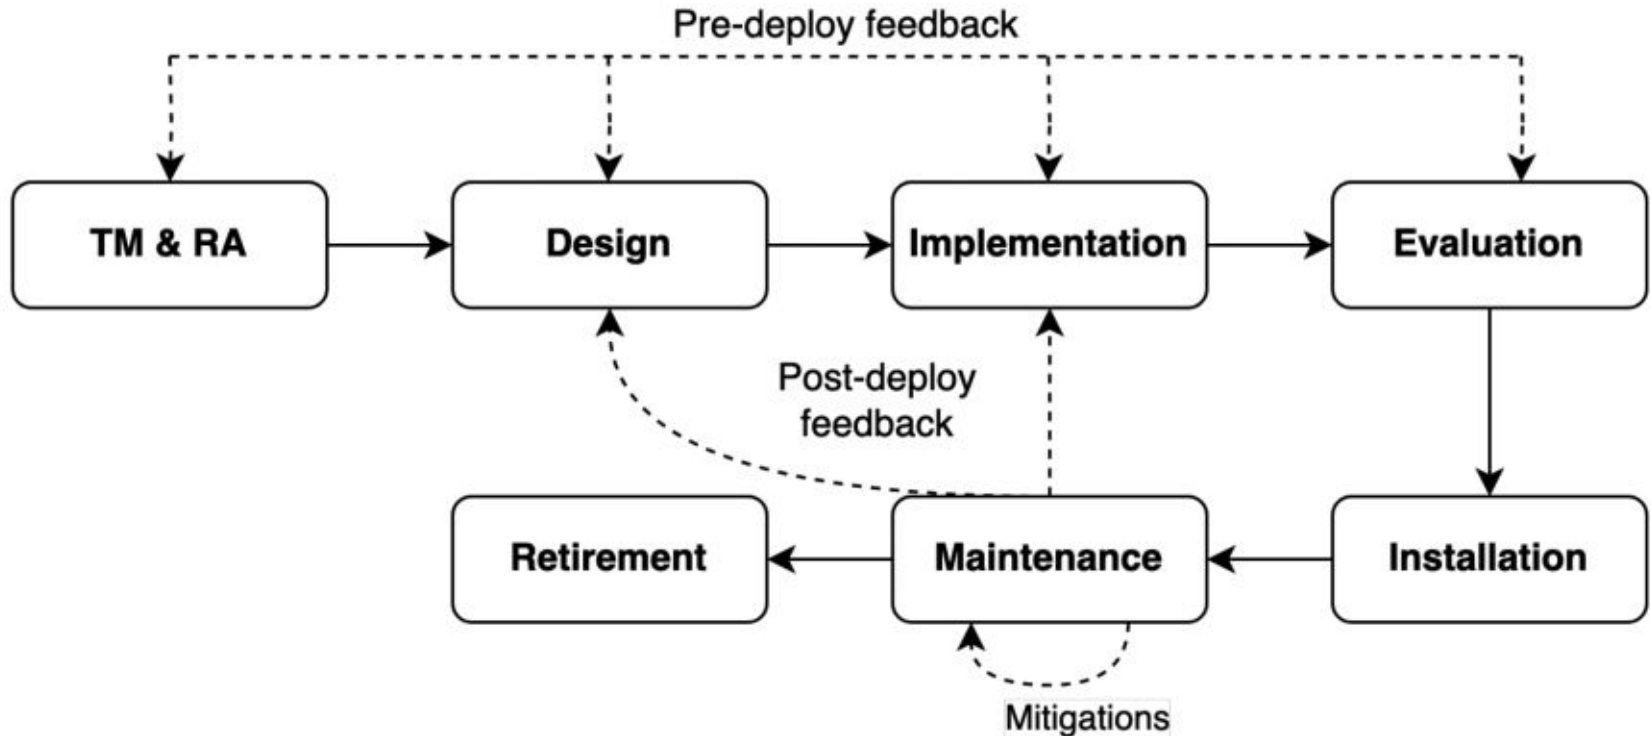 Pre-deploy feedback
TM & RA
Design
Implementation
Evaluation
Post-deploy
feedback
Retirement
Maintenance
Installation
Mitigations